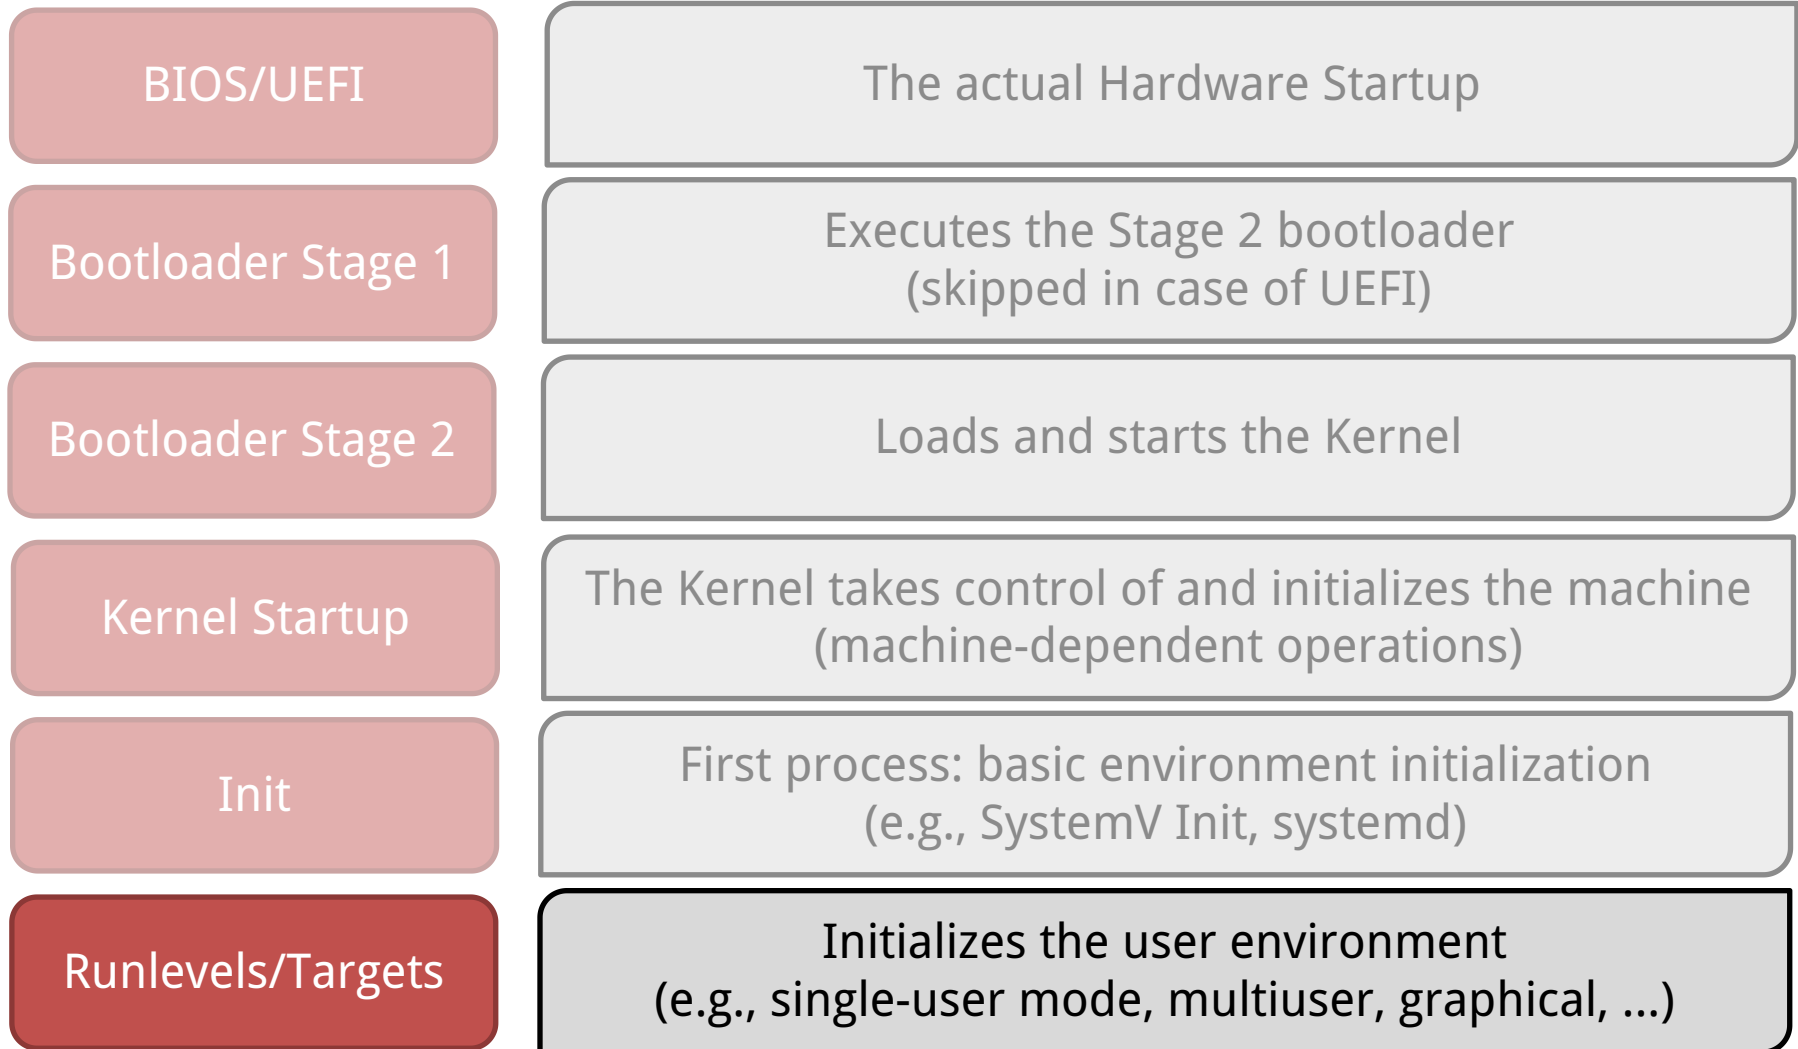 BIOS/UEFI
The actual Hardware Startup
Bootloader Stage 1
Executes the Stage 2 bootloader
(skipped in case of UEFI)
Bootloader Stage 2
Loads and starts the Kernel
Kernel Startup
The Kernel takes control of and initializes the machine
(machine-dependent operations)
Init
First process: basic environment initialization
(e.g., SystemV Init, systemd)
Runlevels/Targets
Initializes the user environment
(e.g., single-user mode, multiuser, graphical, ...)